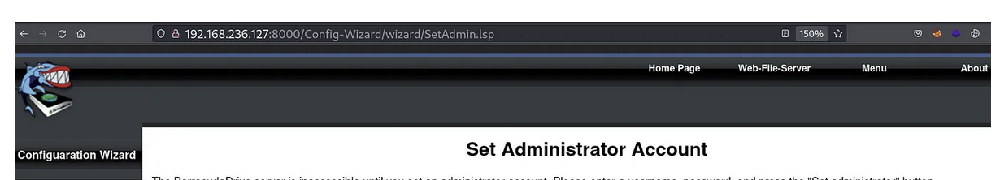 192.168.236.127:8000/Config-Wizard/wizard/SetAdmin.lsp 150%
Home Page Web-File-Server Menu About
Set Administrator Account
Configuaration Wizard
The BarracudaDrive server is inaccessible until you set an administrator account. Please enter a username, password, and press the "Set administrator" button